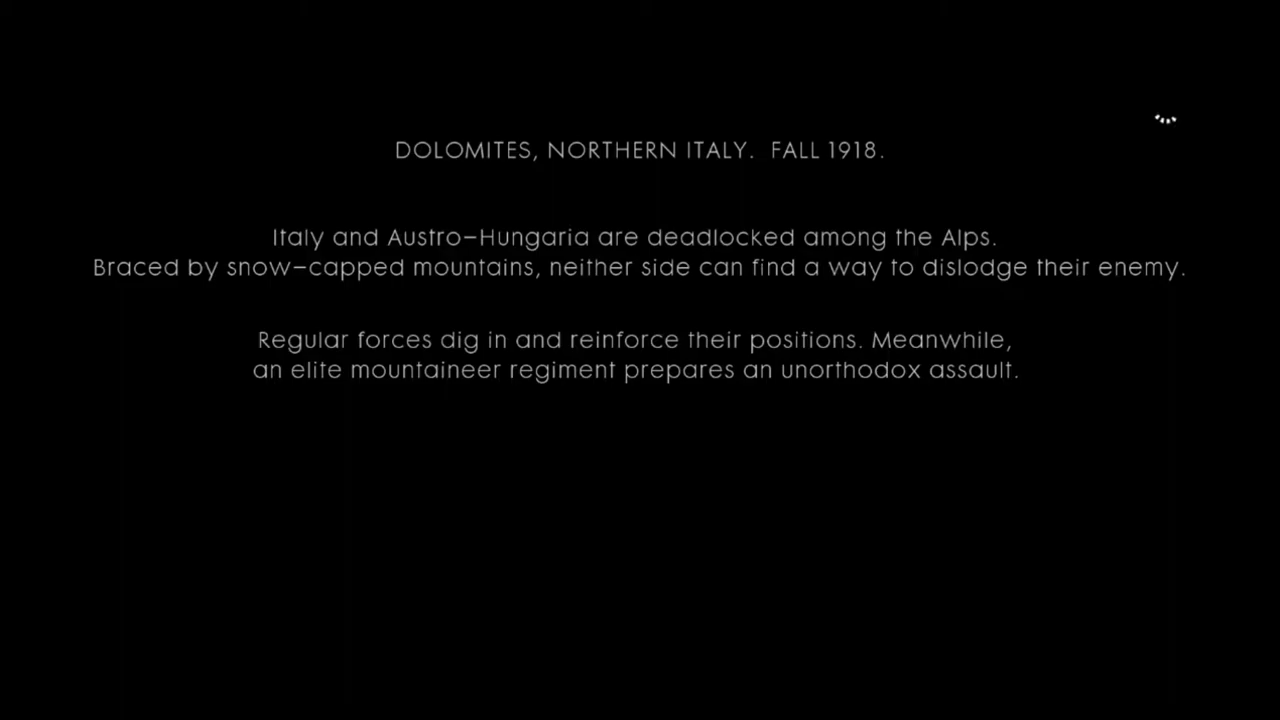 DOLOMITES, NORTHERN ITALY. FALL 1918.
Italy and Austro-Hungaria are deadlocked among the Alps.
Braced by snow-capped mountains, neither side can find a way to dislodge their enemy.
Regular forces dig in and reinforce their positions. Meanwhile,
an elite mountaineer regiment prepares an unorthodox assault.